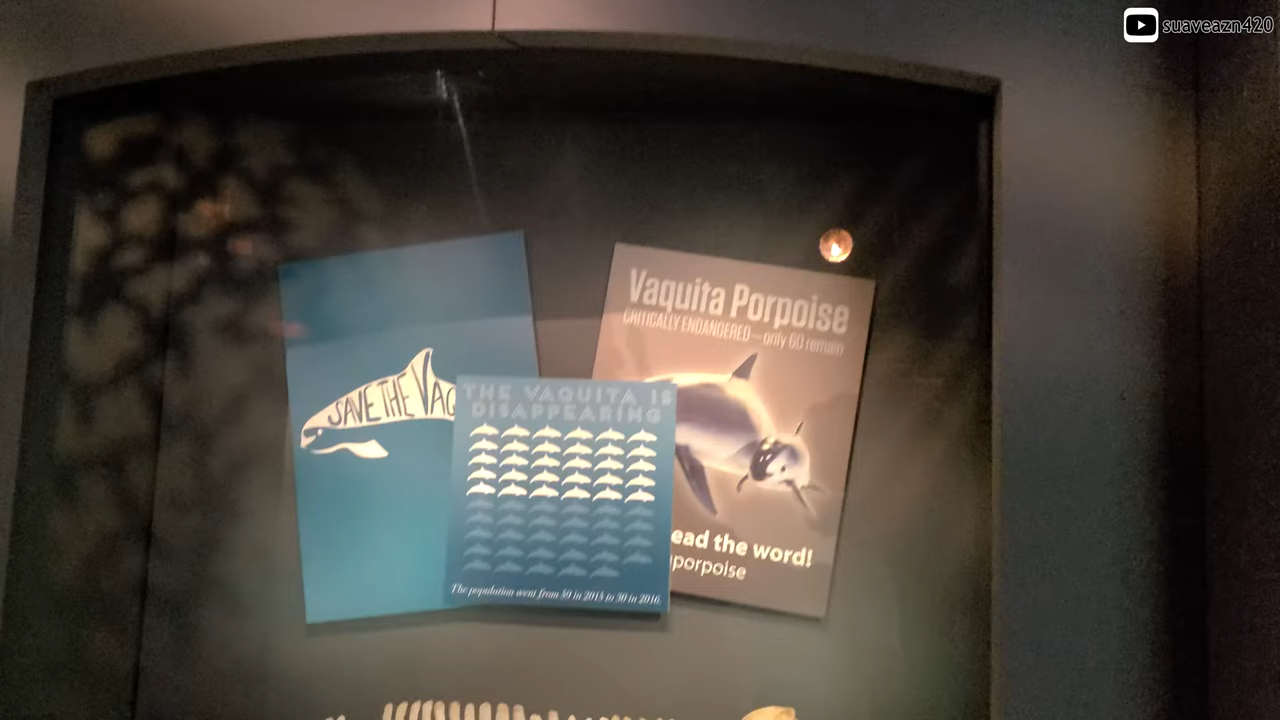 suaveazn420
Vaquita Porpoise
CRITICALLY ENDANGERED—only 60 remain
SAVE THE VAQ
THE VAQUITA IS
DISAPPEARING
ead the word!
porpoise
The population went from 59 in 2015 to 30 in 2016.